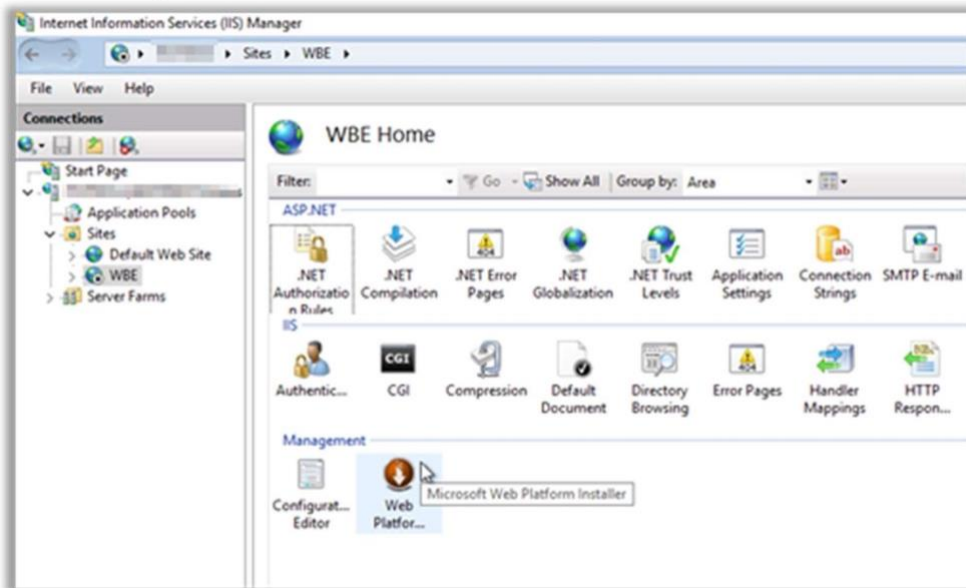 Internet Information Services (IIS) Manager
Sites WBE
File View Help
Connections
Start Page
Application Pools
Sites
Default Web Site
WBE
Server Farms
WBE Home
Filter: Go Show All Group by: Area
ASP.NET
.NET Authorizatio n Rules
.NET Compilation
.NET Error Pages
.NET Globalization
.NET Trust Levels
Application Settings
Connection Strings
SMTP E-mail
IIS
Authentic...
CGI
CGI
Compression
Default Document
Directory Browsing
Error Pages
Handler Mappings
HTTP Respon...
Management
Configurat... Editor
Web Platfor...
Microsoft Web Platform Installer